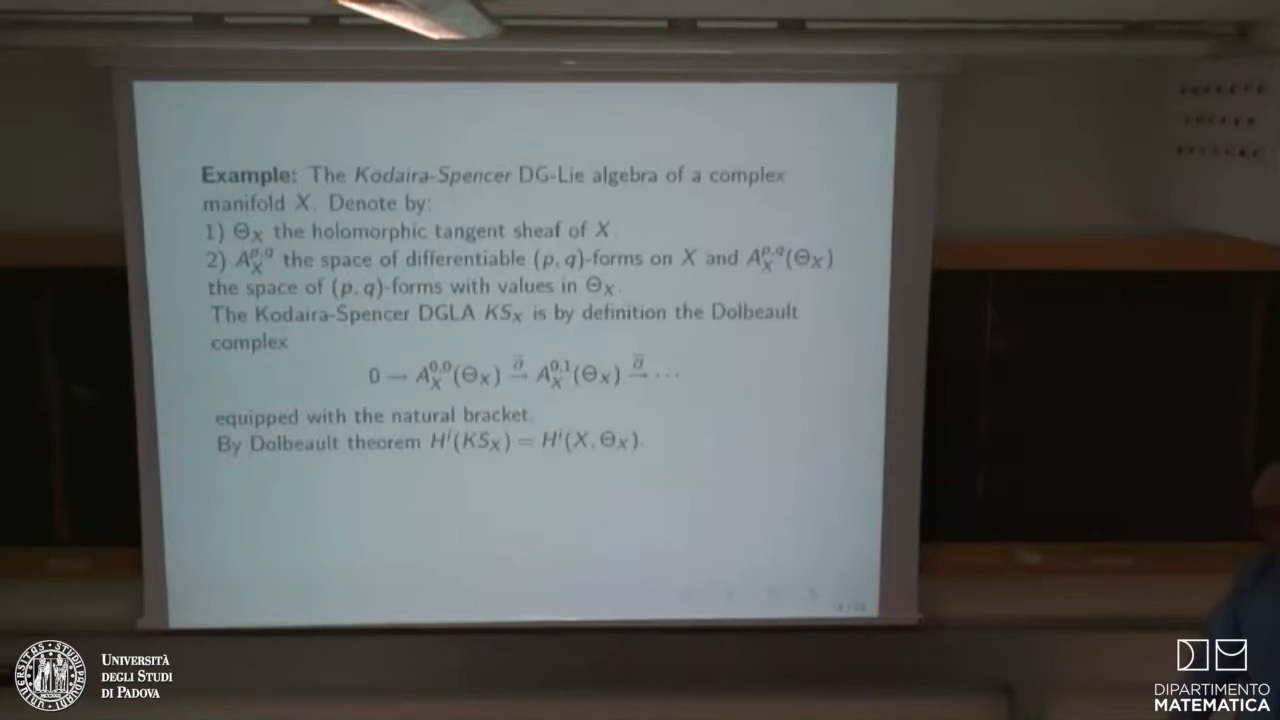 Example: The Kodaira-Spencer DG-Lie algebra of a complex
manifold X. Denote by:
1) Θ_X the holomorphic tangent sheaf of X
2) A_X^{p,q} the space of differentiable (p, q)-forms on X and A_X^{p,q}(Θ_X)
the space of (p, q)-forms with values in Θ_X.
The Kodaira-Spencer DGLA KS_X is by definition the Dolbeault
complex
0 → A_X^{0,0}(Θ_X) →^{∂̄} A_X^{0,1}(Θ_X) →^{∂̄} ···
equipped with the natural bracket.
By Dolbeault theorem H^i(KS_X) = H^i(X, Θ_X).
UNIVERSITÀ
DEGLI STUDI
DI PADOVA
DIPARTIMENTO
MATEMATICA